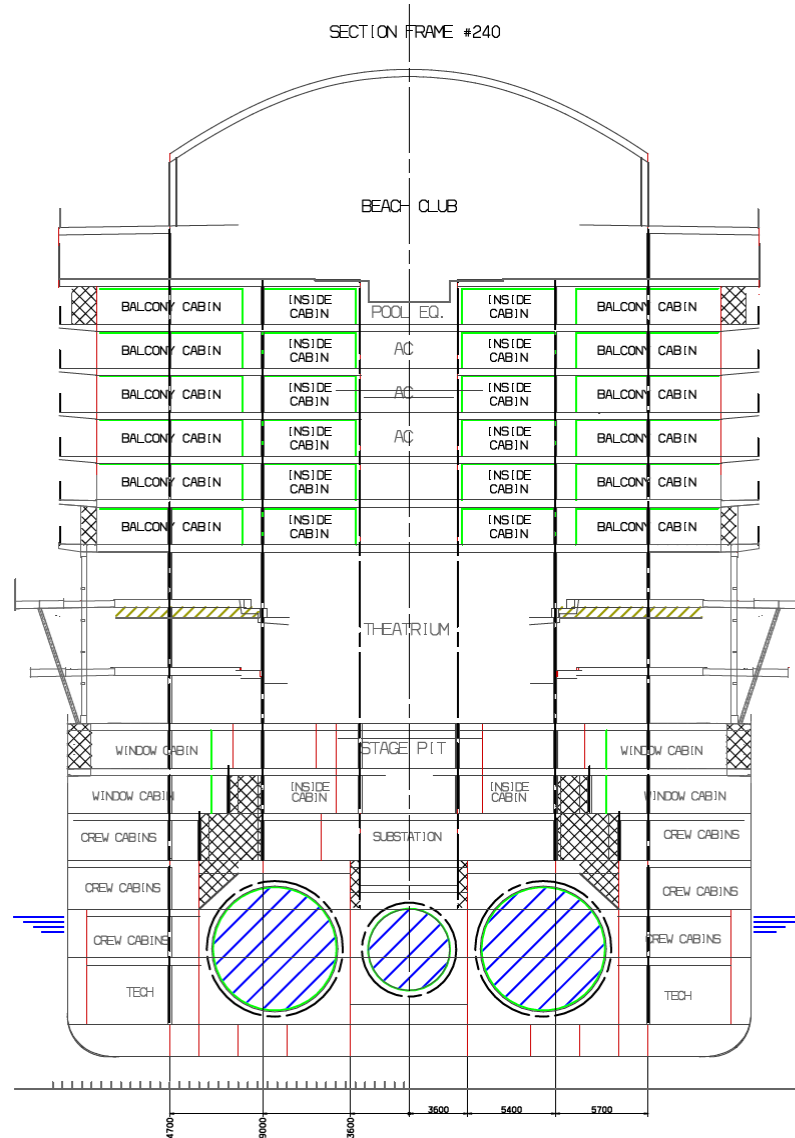 SECTION FRAME #240
BEACH CLUB
BALCONY CABIN INSIDE CABIN POOL EQ. INSIDE CABIN BALCONY CABIN
BALCONY CABIN INSIDE CABIN AC INSIDE CABIN BALCONY CABIN
BALCONY CABIN INSIDE CABIN AC INSIDE CABIN BALCONY CABIN
BALCONY CABIN INSIDE CABIN AC INSIDE CABIN BALCONY CABIN
BALCONY CABIN INSIDE CABIN INSIDE CABIN BALCONY CABIN
BALCONY CABIN INSIDE CABIN INSIDE CABIN BALCONY CABIN
THEATRIUM
WINDOW CABIN STAGE PIT WINDOW CABIN
WINDOW CABIN INSIDE CABIN INSIDE CABIN WINDOW CABIN
CREW CABINS SUBSTATION CREW CABINS
CREW CABINS CREW CABINS
CREW CABINS CREW CABINS
TECH TECH
4700 9000 3600 3600 5400 5700